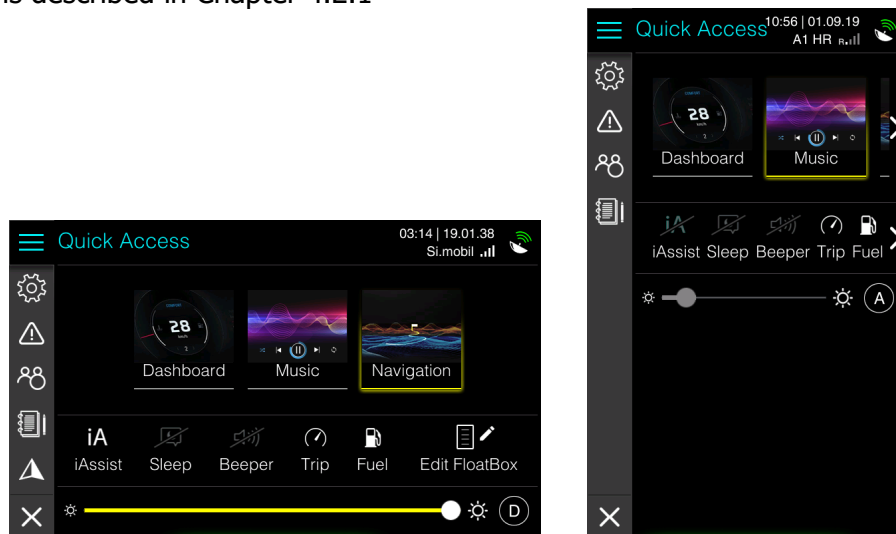 is described in Chapter 4.2.1
Quick Access
03:14 | 19.01.38
Si.mobil
28
Dashboard
Music
Navigation
iA
iAssist
Sleep
Beeper
Trip
Fuel
Edit FloatBox
D
Quick Access
10:56 | 01.09.19
A1 HR R
28
Dashboard
Music
iA
iAssist
Sleep
Beeper
Trip
Fuel
A